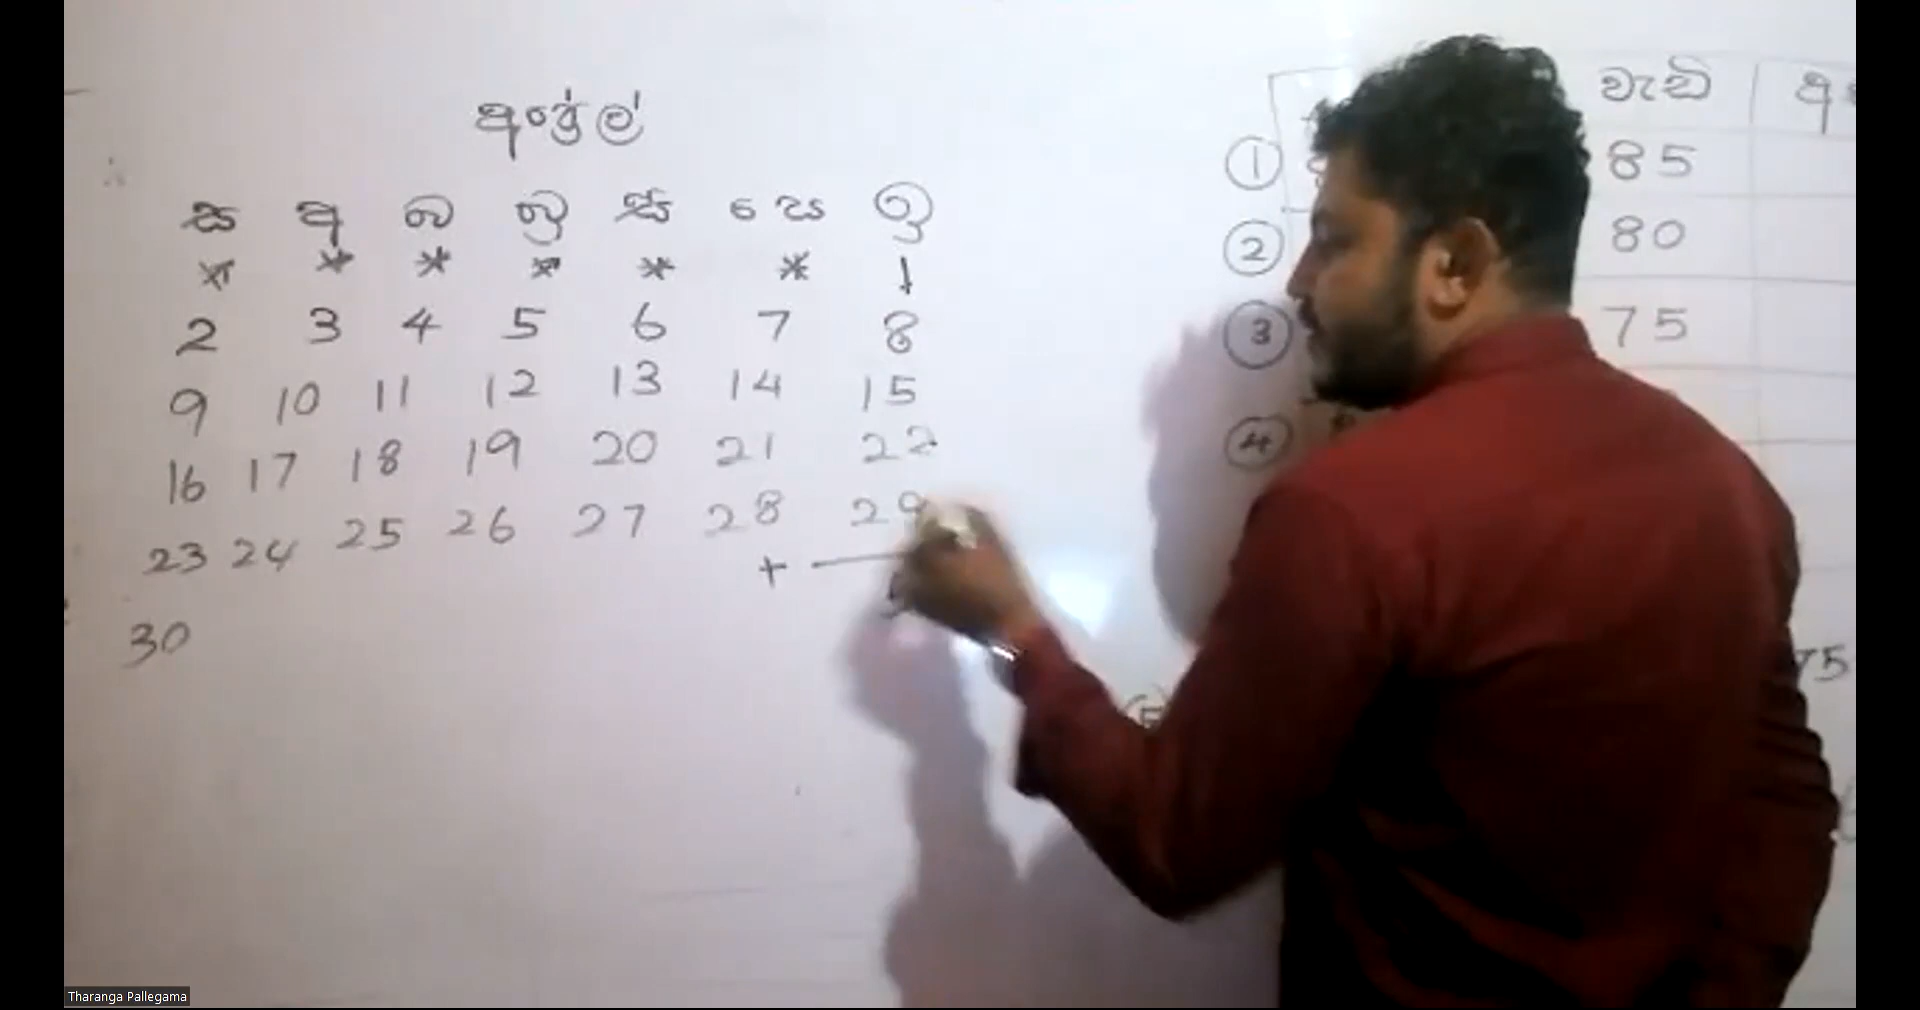 අප්‍රේල්
ස අ බ බ්‍ර සි සෙ ඉ
* * * * * * 1
2 3 4 5 6 7 8
9 10 11 12 13 14 15
16 17 18 19 20 21 22
23 24 25 26 27 28 29
+
30
වැඩි
1 85
2 80
3 75
4
75
Tharanga Pallegama